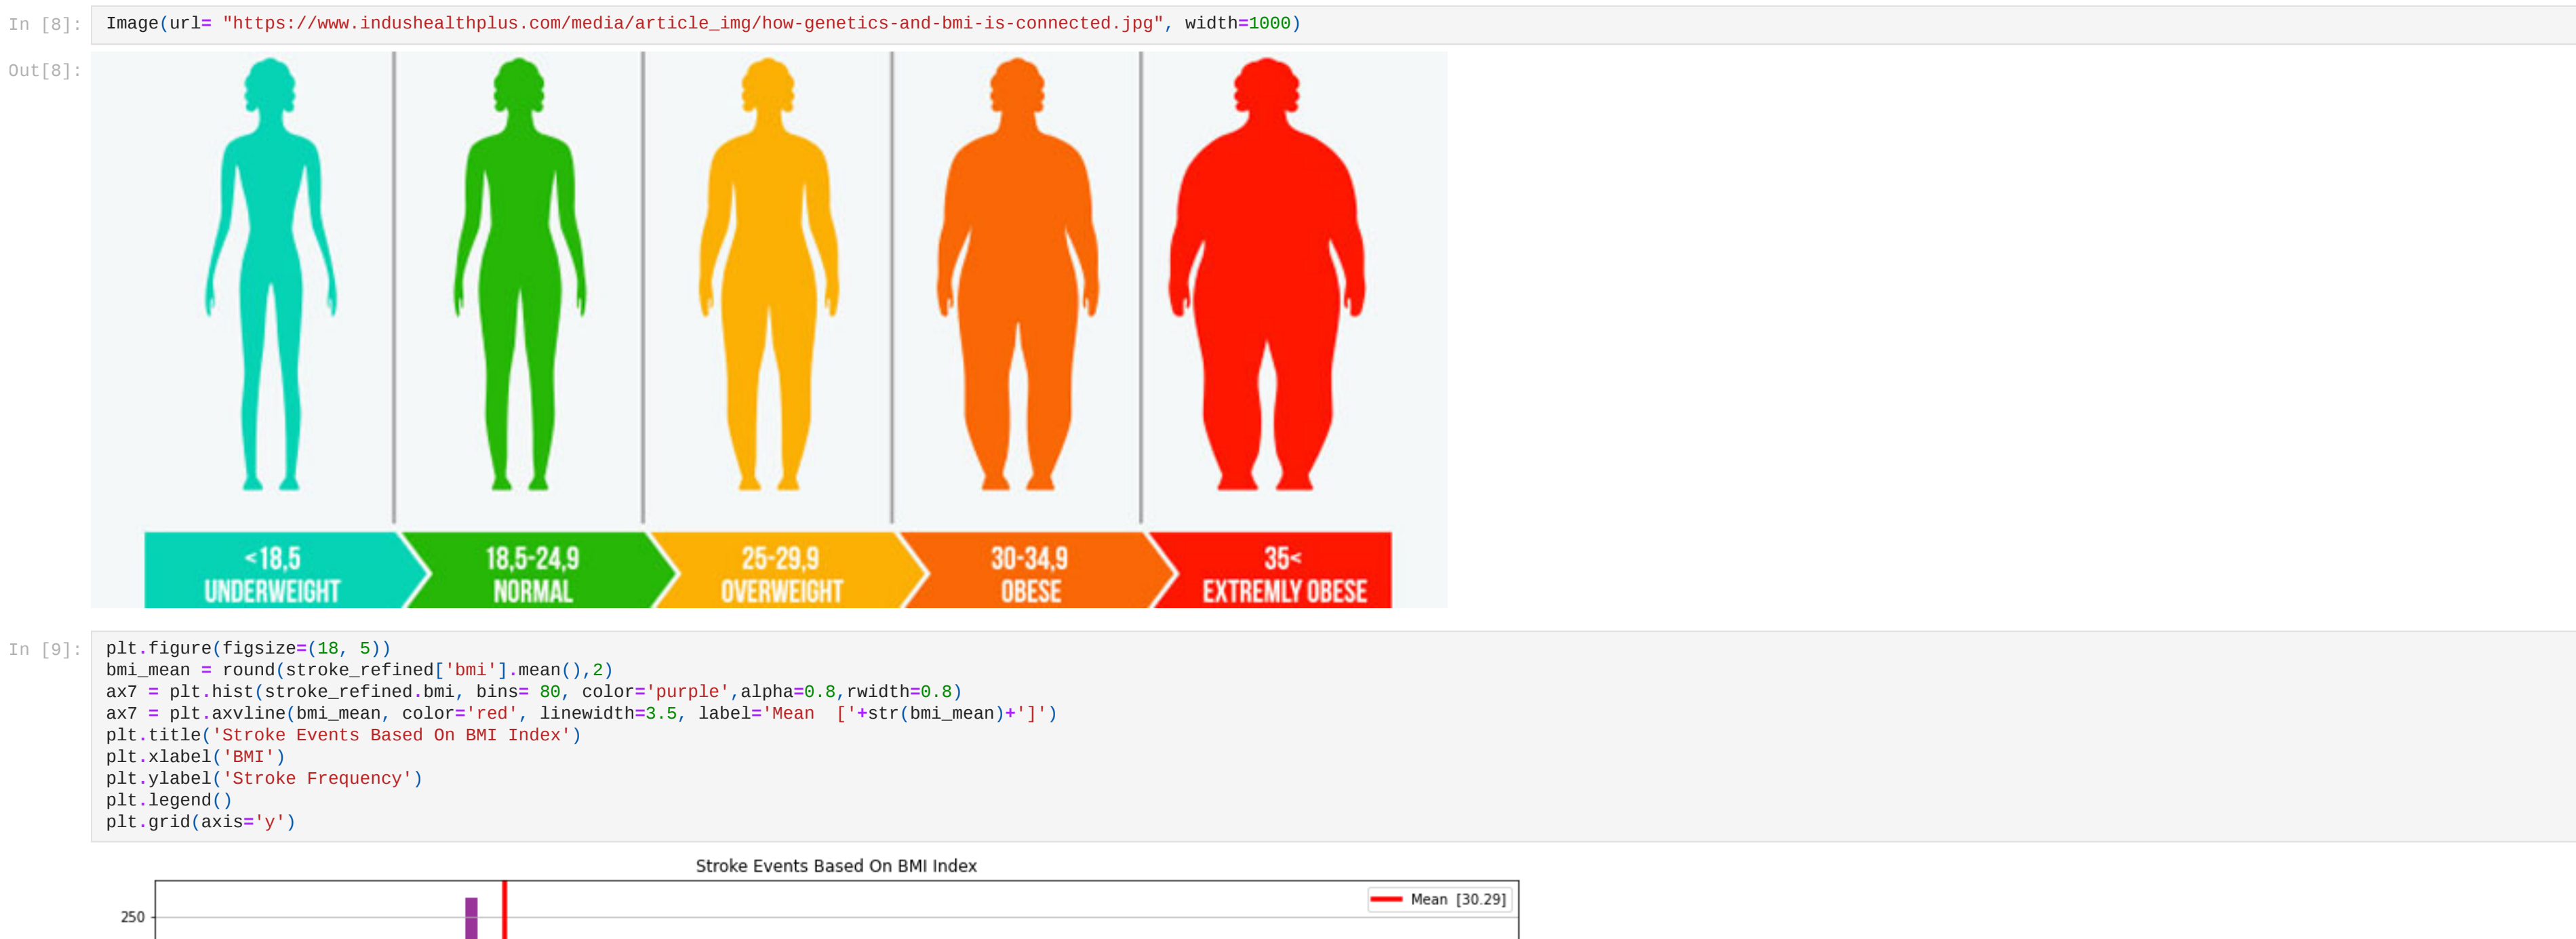 In [8]:
Image(url= "https://www.indushealthplus.com/media/article_img/how-genetics-and-bmi-is-connected.jpg", width=1000)
Out[8]:
<18,5
UNDERWEIGHT
18,5-24,9
NORMAL
25-29,9
OVERWEIGHT
30-34,9
OBESE
35<
EXTREMLY OBESE
In [9]:
plt.figure(figsize=(18, 5))
bmi_mean = round(stroke_refined['bmi'].mean(),2)
ax7 = plt.hist(stroke_refined.bmi, bins= 80, color='purple',alpha=0.8,rwidth=0.8)
ax7 = plt.axvline(bmi_mean, color='red', linewidth=3.5, label='Mean  ['+str(bmi_mean)+']')
plt.title('Stroke Events Based On BMI Index')
plt.xlabel('BMI')
plt.ylabel('Stroke Frequency')
plt.legend()
plt.grid(axis='y')
Stroke Events Based On BMI Index
Mean [30.29]
250